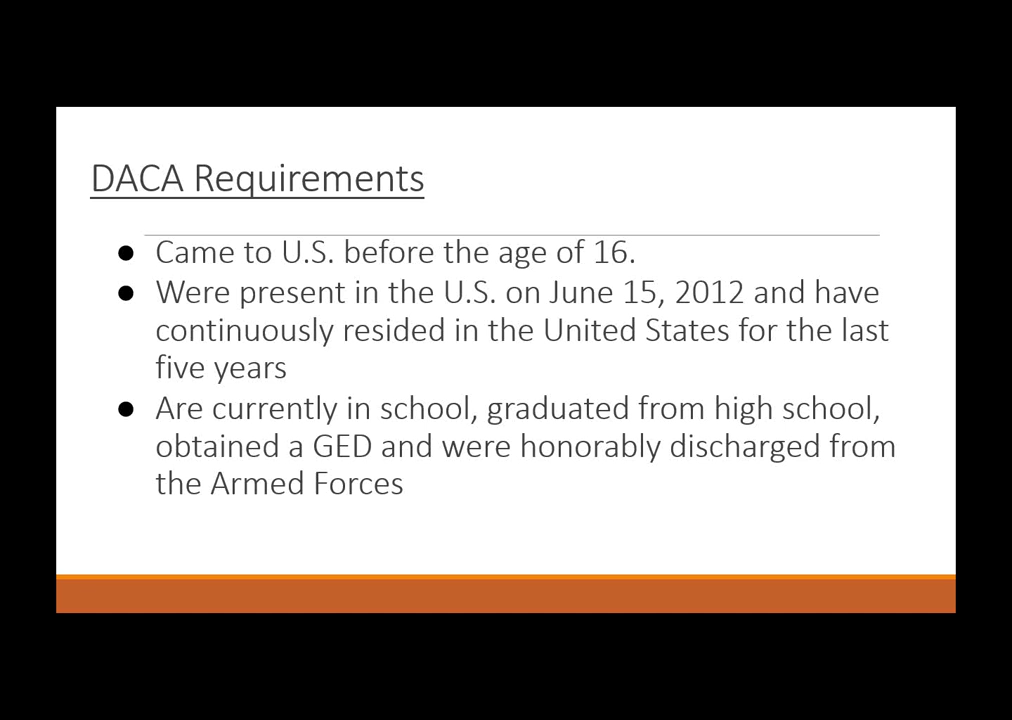 DACA Requirements
● Came to U.S. before the age of 16.
● Were present in the U.S. on June 15, 2012 and have
continuously resided in the United States for the last
five years
● Are currently in school, graduated from high school,
obtained a GED and were honorably discharged from
the Armed Forces